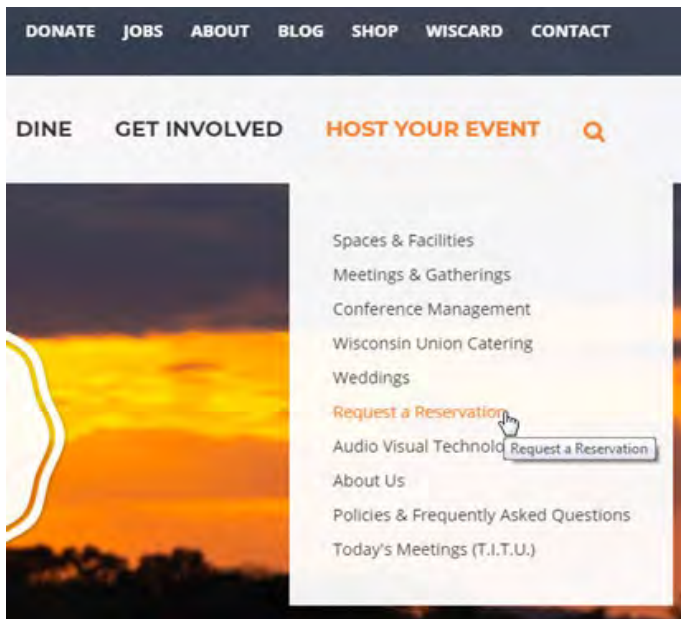 DONATE JOBS ABOUT BLOG SHOP WISCARD CONTACT
DINE GET INVOLVED HOST YOUR EVENT
Spaces & Facilities
Meetings & Gatherings
Conference Management
Wisconsin Union Catering
Weddings
Request a Reservation
Audio Visual Technolo
Request a Reservation
About Us
Policies & Frequently Asked Questions
Today's Meetings (T.I.T.U.)